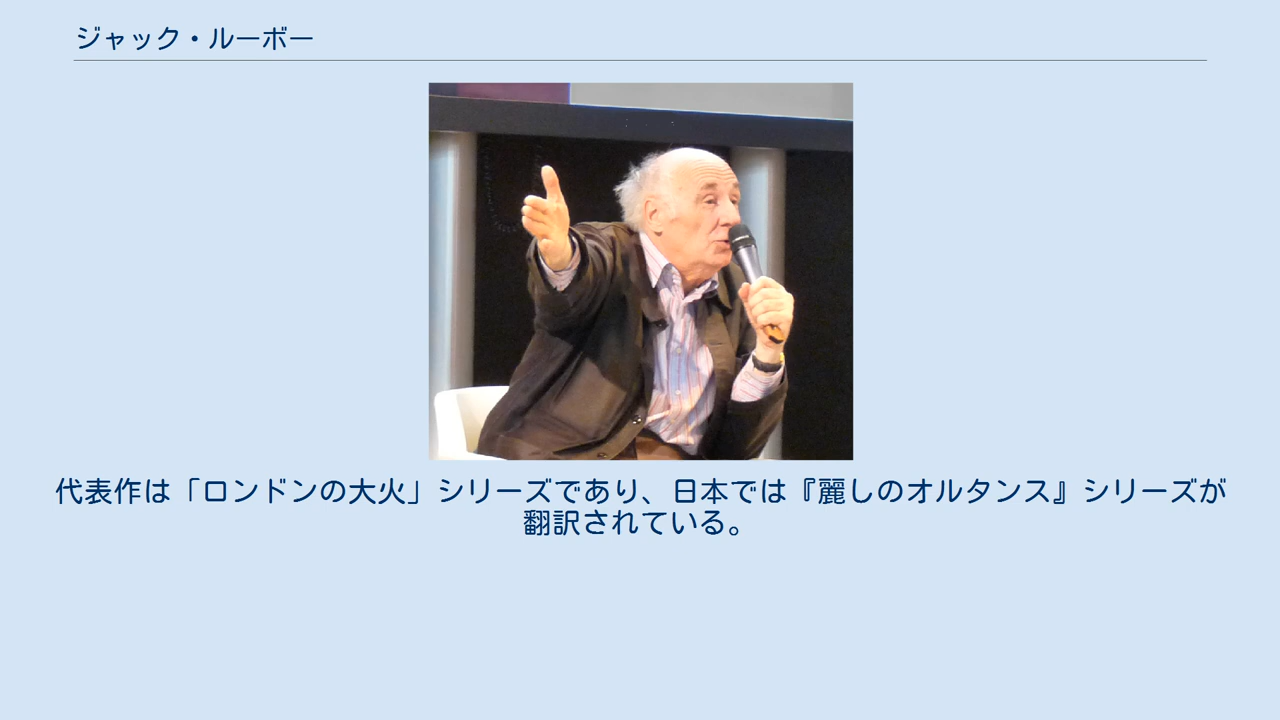 ジャック・ルーボー
代表作は「ロンドンの大火」シリーズであり、日本では『麗しのオルタンス』シリーズが
翻訳されている。